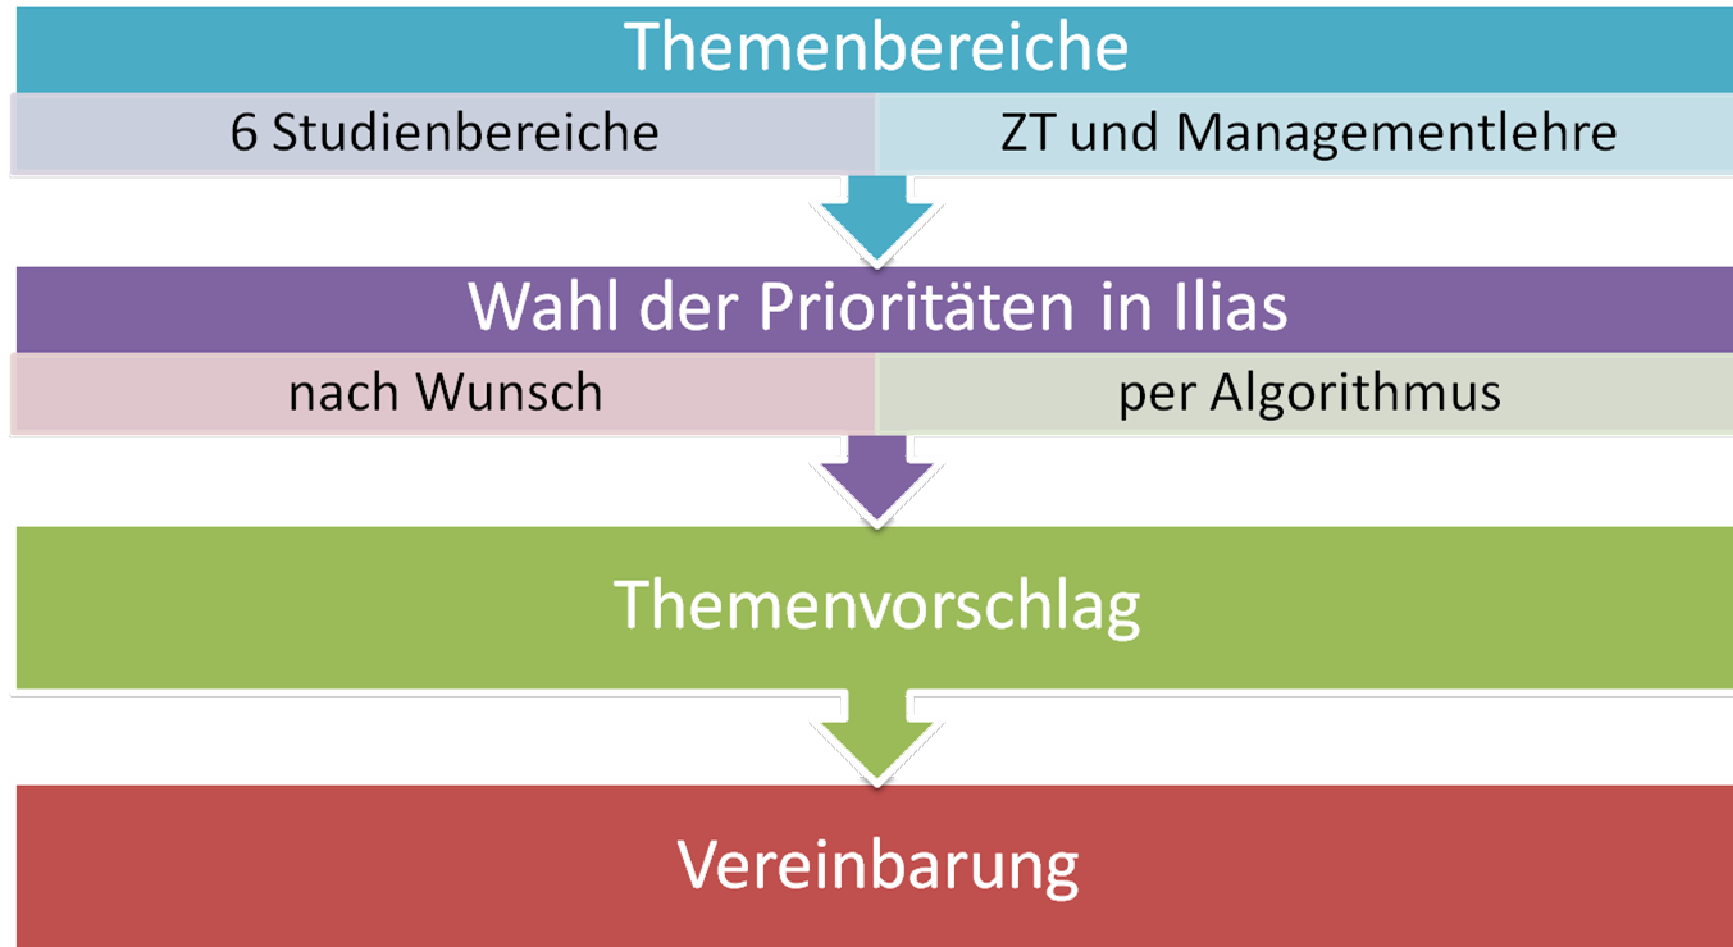 Themenbereiche
6 Studienbereiche
ZT und Managementlehre
Wahl der Prioritäten in Ilias
nach Wunsch
per Algorithmus
Themenvorschlag
Vereinbarung